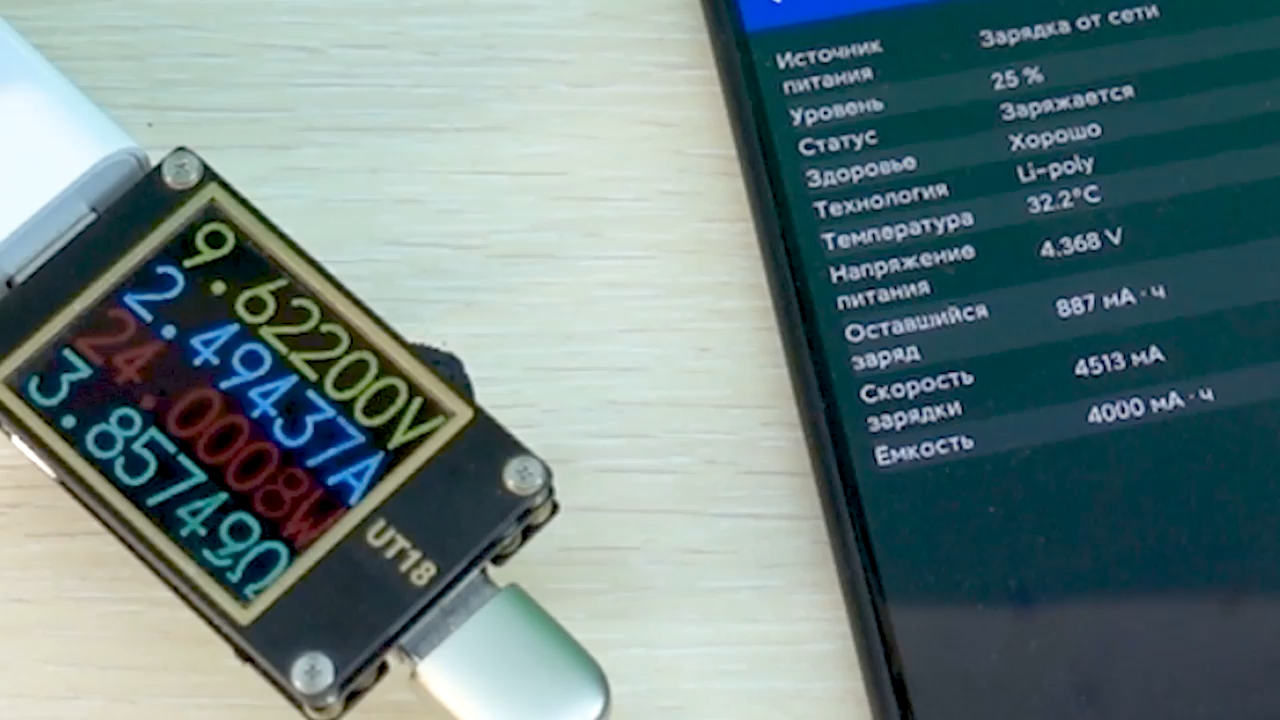 9.62200V
2.49437A
24.0008W
3.85749Ω
UT18
Источник питания Зарядка от сети
Уровень 25 %
Статус Заряжается
Здоровье Хорошо
Технология Li-poly
Температура 32.2°C
Напряжение питания 4.368 V
Оставшийся заряд 887 мА · ч
Скорость зарядки 4513 мА
Емкость 4000 мА · ч